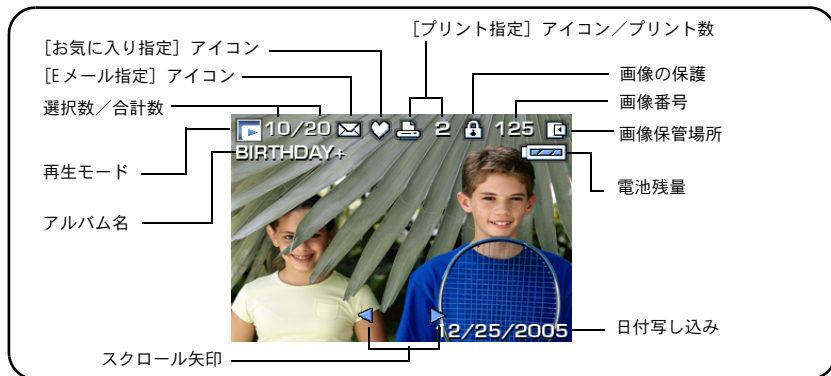 [プリント指定] アイコン／プリント数
[お気に入り指定] アイコン
[Eメール指定] アイコン
選択数／合計数
再生モード
アルバム名
スクロール矢印
画像の保護
画像番号
画像保管場所
電池残量
日付写し込み
10/20 2 125
BIRTHDAY+
12/25/2005